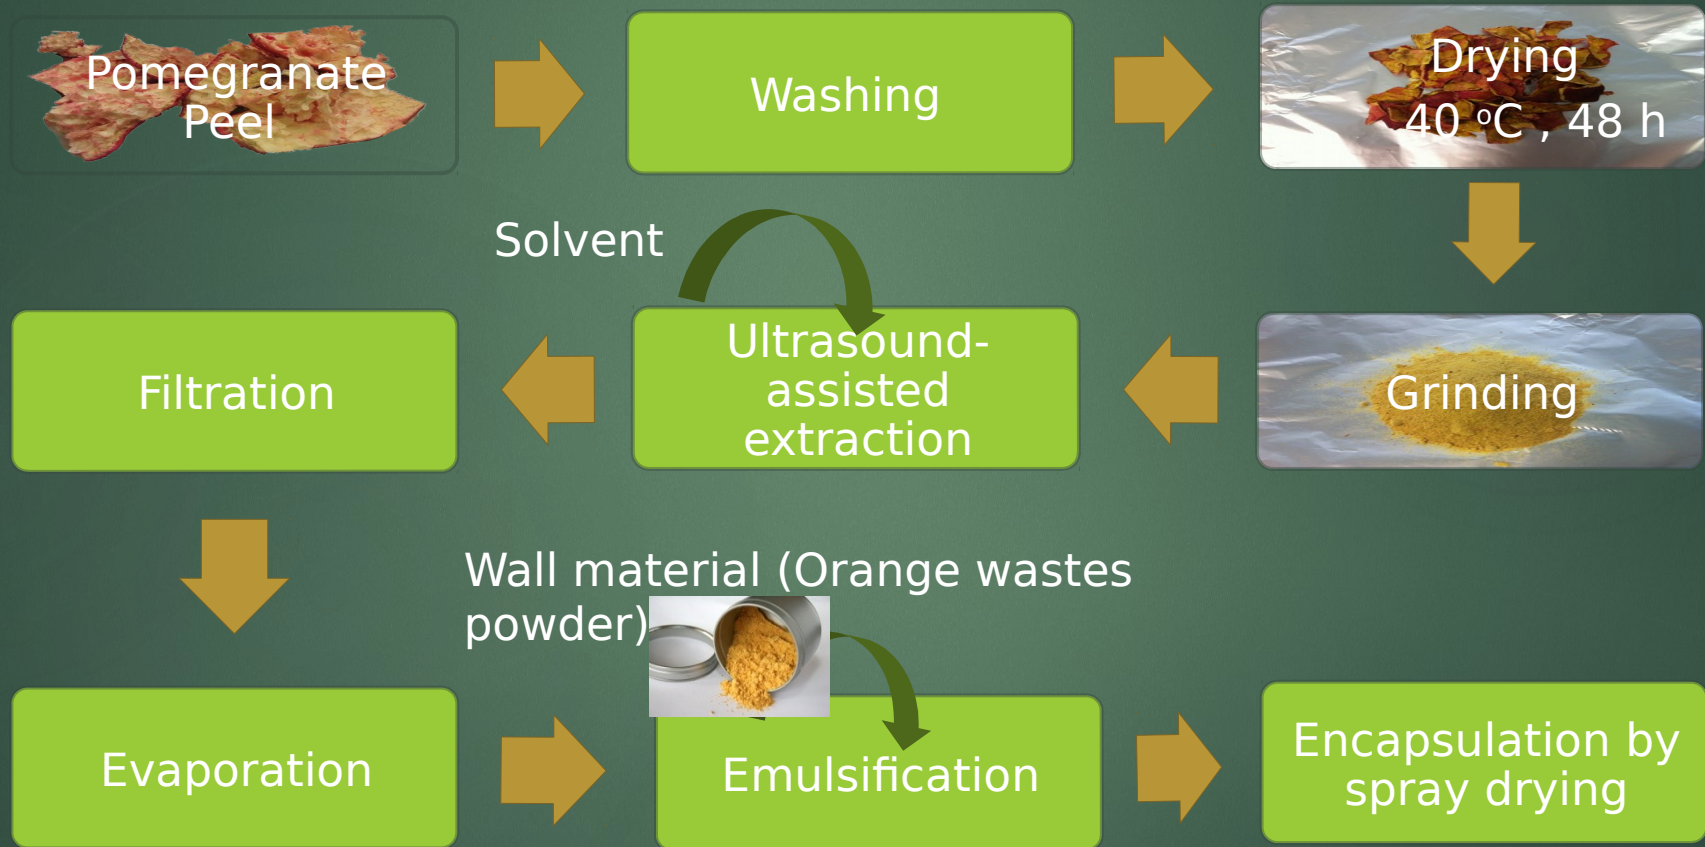 Pomegranate
Peel
Washing
Drying
40 ºC , 48 h
Solvent
Filtration
Ultrasound-
assisted
extraction
Grinding
Wall material (Orange wastes
powder)
Evaporation
Emulsification
Encapsulation by
spray drying